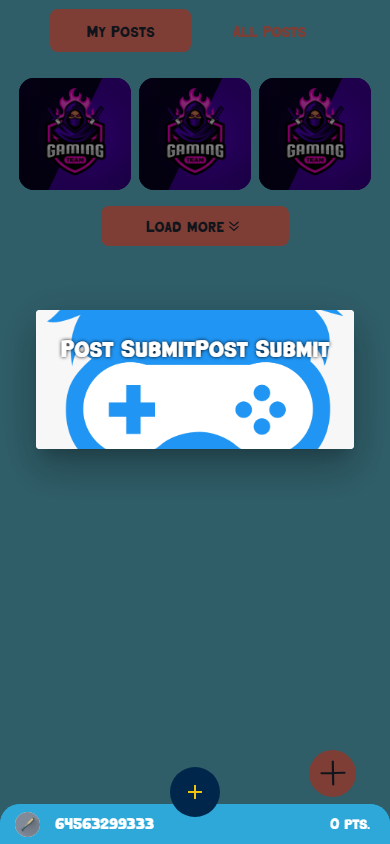 My Posts
All Posts
GAMING
TEAM
GAMING
TEAM
GAMING
TEAM
Load more
Post SubmitPost Submit
64563299333
0 pts.